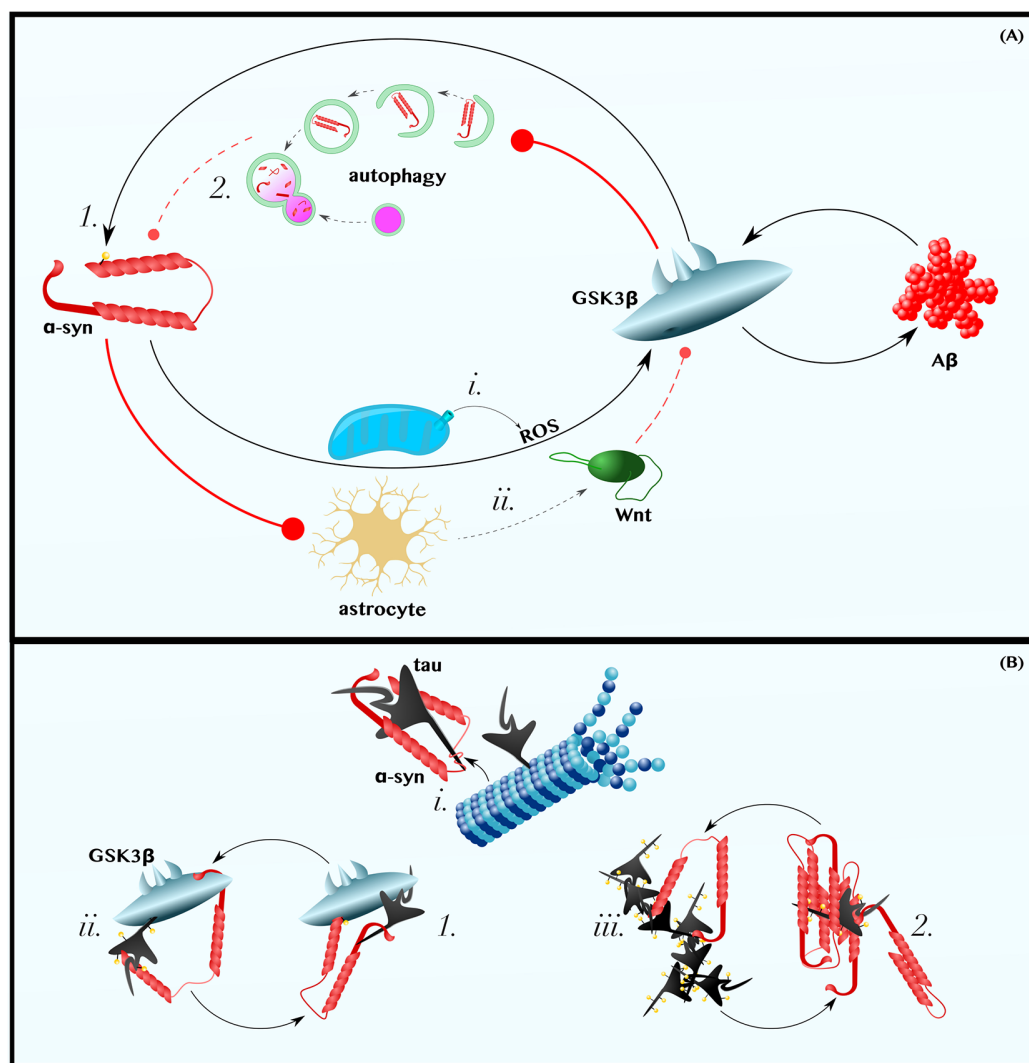 (A)
autophagy
2.
1.
GSK3β
α-syn
Aβ
i.
ROS
ii.
Wnt
astrocyte
(B)
tau
α-syn
i.
GSK3β
ii.
1.
iii.
2.